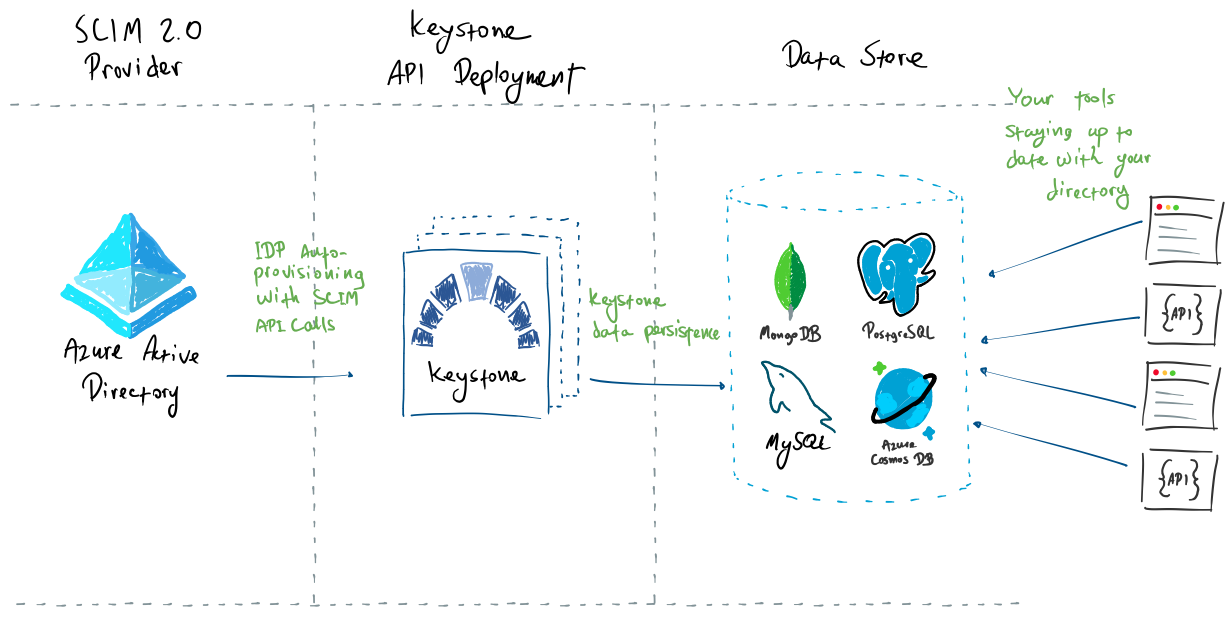 SCIM 2.0
Provider
Keystone
API Deployment
Data Store
Your tools
staying up to
date with your
directory
IDP Auto-
provisioning
with SCIM
API Calls
Azure Active
Directory
Keystone
Keystone
data persistence
MongoDB
PostgreSQL
MySQL
Azure
Cosmos DB
{API}
{API}